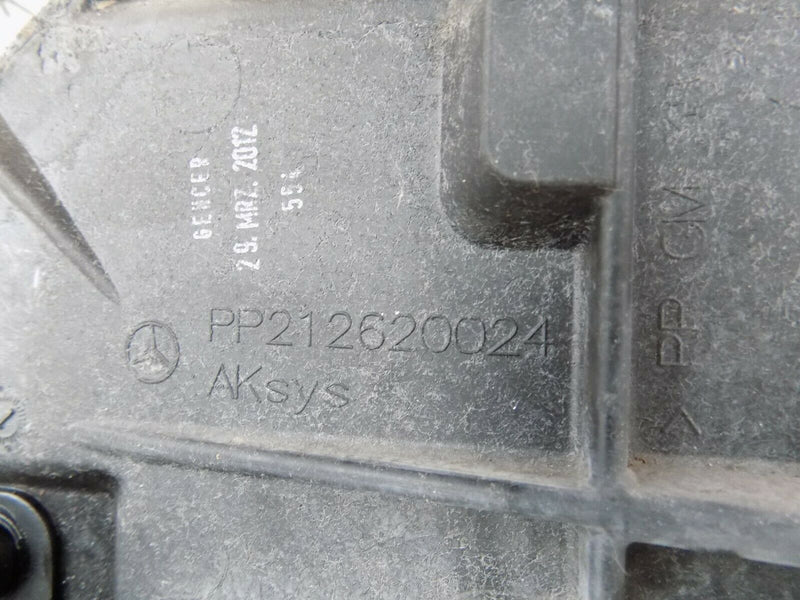 GENCER
29. MRZ. 2012
PP212620024
AKsys
PP GM